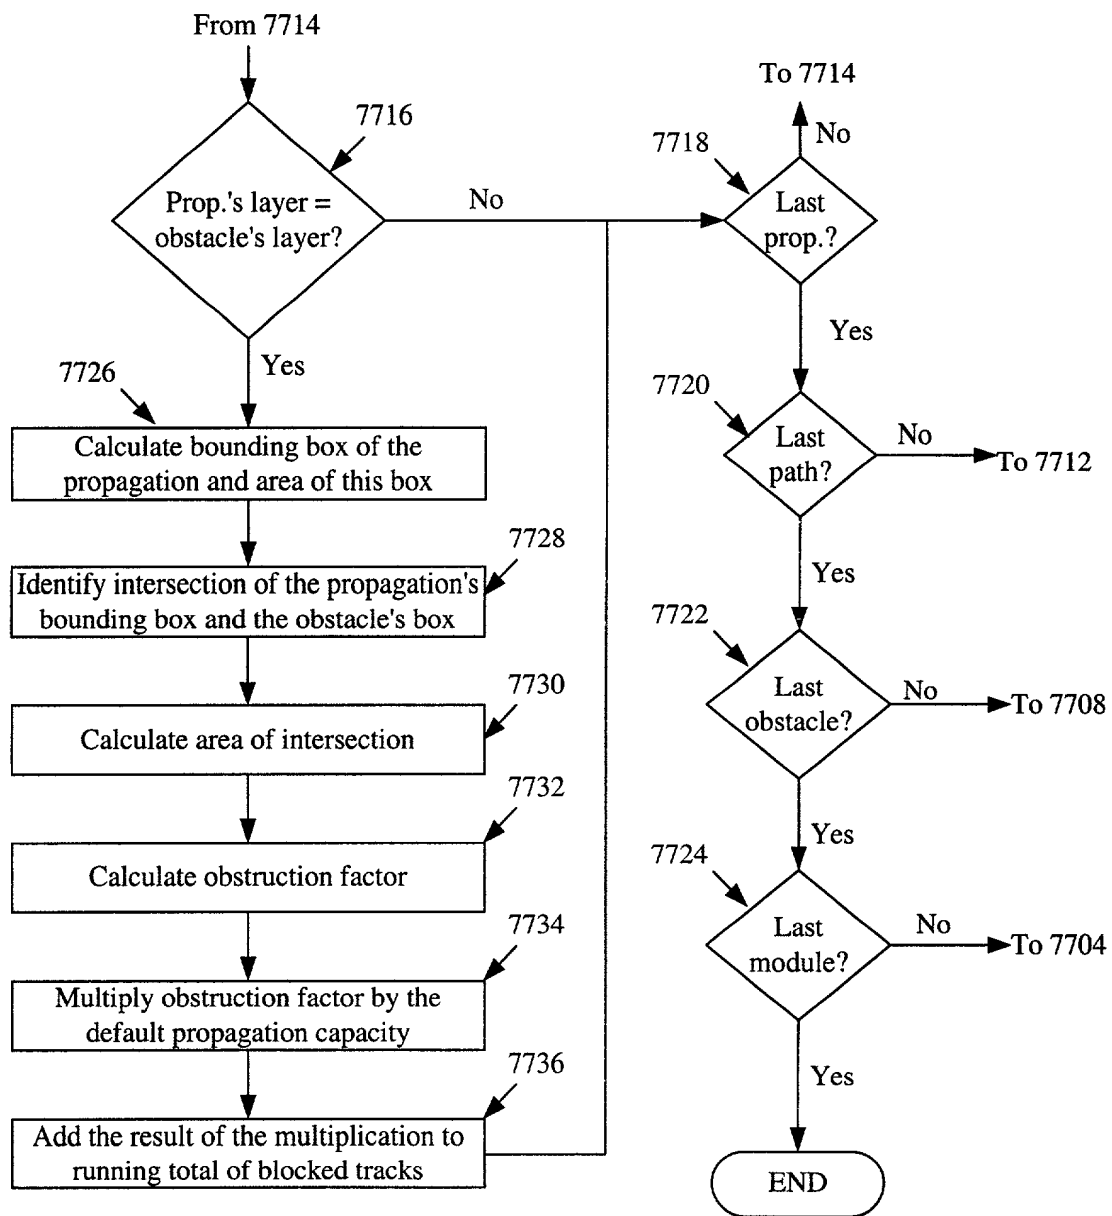 From 7714
7716
Prop.'s layer =
obstacle's layer?
No
Yes
7726
Calculate bounding box of the
propagation and area of this box
7728
Identify intersection of the propagation's
bounding box and the obstacle's box
7730
Calculate area of intersection
7732
Calculate obstruction factor
7734
Multiply obstruction factor by the
default propagation capacity
7736
Add the result of the multiplication to
running total of blocked tracks
To 7714
No
7718
Last
prop.?
Yes
7720
Last
path?
No
To 7712
Yes
7722
Last
obstacle?
No
To 7708
Yes
7724
Last
module?
No
To 7704
Yes
END